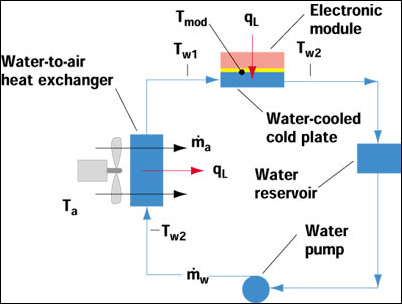 Tmod
qL
Electronic
module
Tw1
Tw2
Water-to-air
heat exchanger
Water-cooled
cold plate
ṁa
qL
Water
reservoir
Ta
Tw2
Water
pump
ṁw